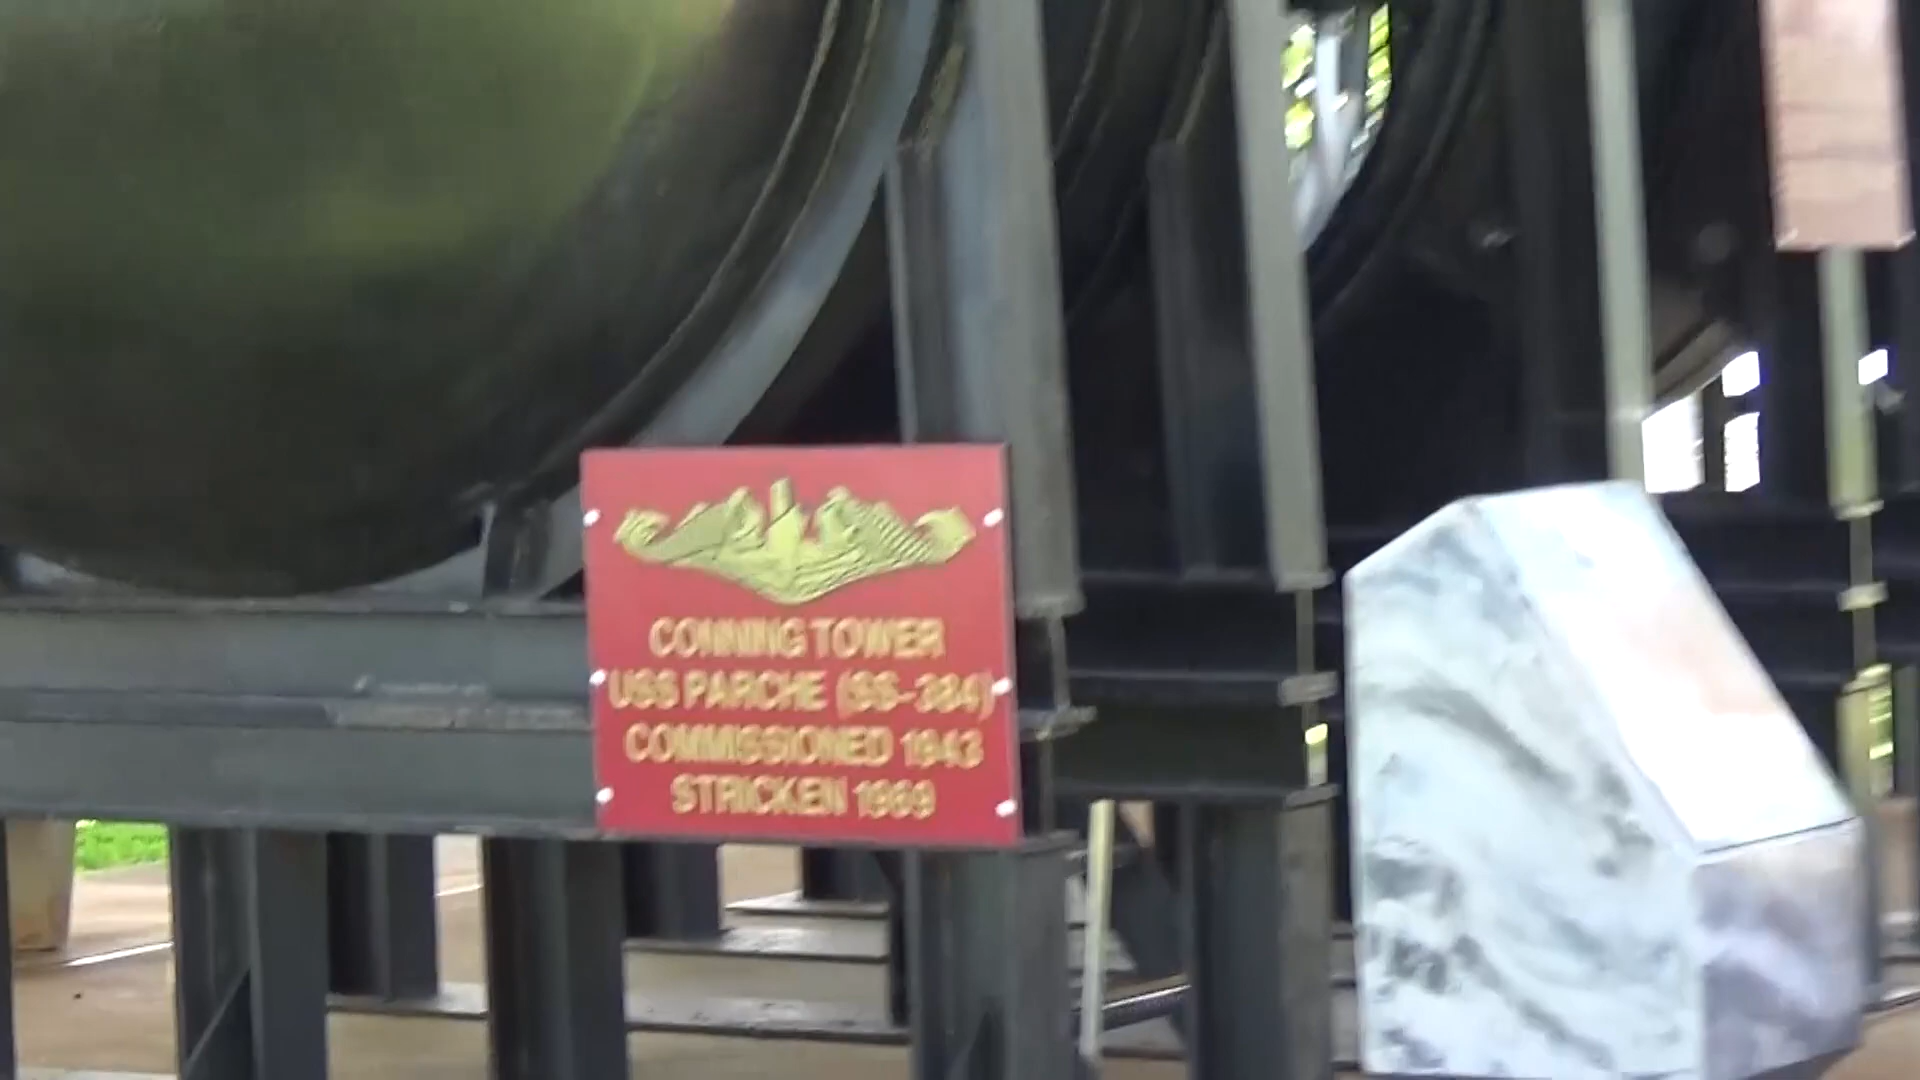 CONNING TOWER
USS PARCHE (SS-384)
COMMISSIONED 1943
STRICKEN 1969